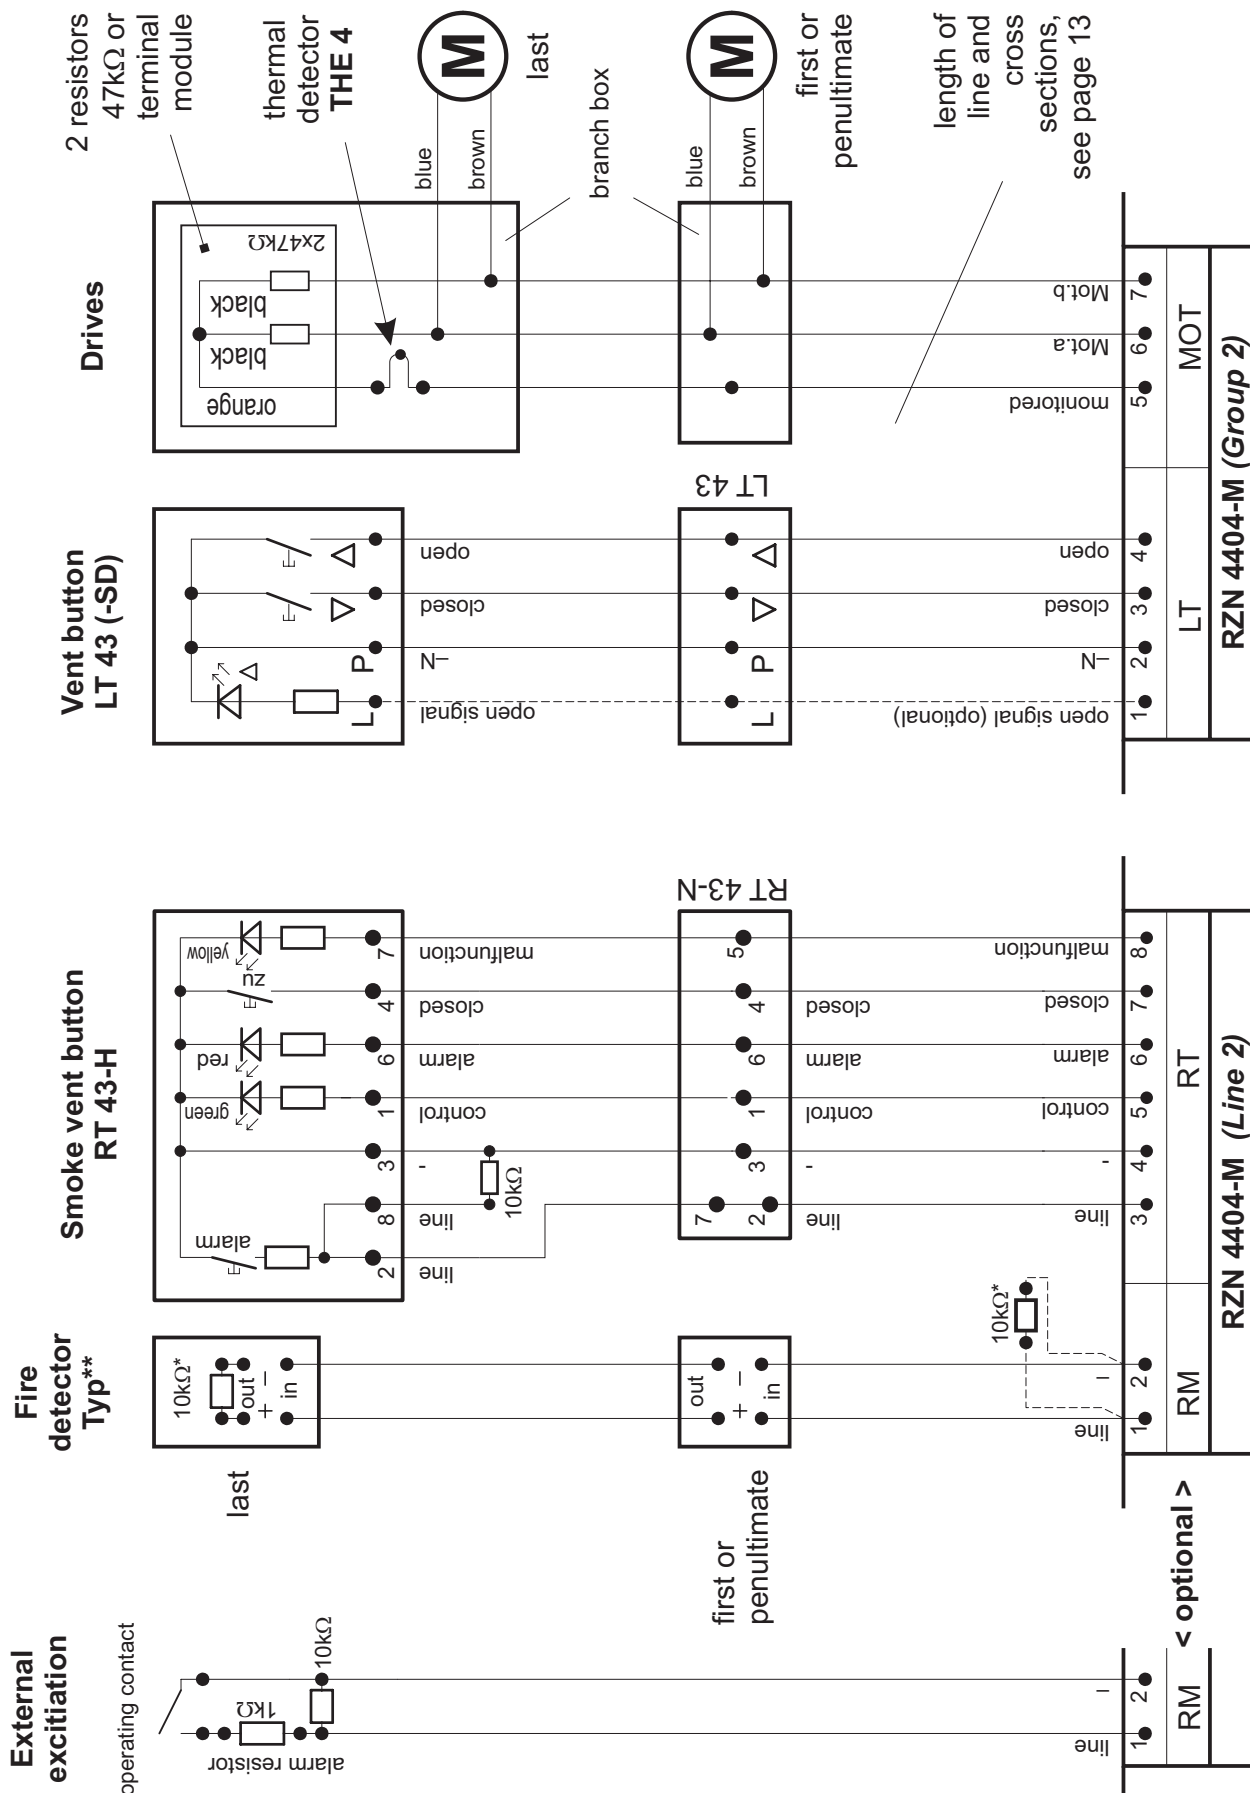 External
excitiation
operating contact
1kΩ
10kΩ
alarm resistor
line
–
1
2
RM
< optional >
Fire
detector
Typ**
last
10kΩ*
out
+ –
in
first or
penultimate
out
+ –
in
10kΩ*
line
–
1
2
RM
Smoke vent button
RT 43-H
alarm
green
red
zu
yellow
2
8
3
1
6
4
7
line
line
-
control
alarm
closed
malfunction
10kΩ
RT 43-N
7
2
3
1
6
4
5
line
-
control
alarm
closed
line
-
control
alarm
closed
malfunction
3
4
5
6
7
8
RT
RZN 4404-M (Line 2)
Vent button
LT 43 (-SD)
L
P
open signal
–N
closed
open
LT 43
L
P
open signal (optional)
–N
closed
open
1
2
3
4
LT
Drives
orange
black
black
2x47kΩ
2 resistors
47kΩ or
terminal
module
thermal
detector
THE 4
blue
brown
M
last
branch box
blue
brown
M
first or
penultimate
length of
line and
cross
sections,
see page 13
monitored
Mot.a
Mot.b
5
6
7
MOT
RZN 4404-M (Group 2)